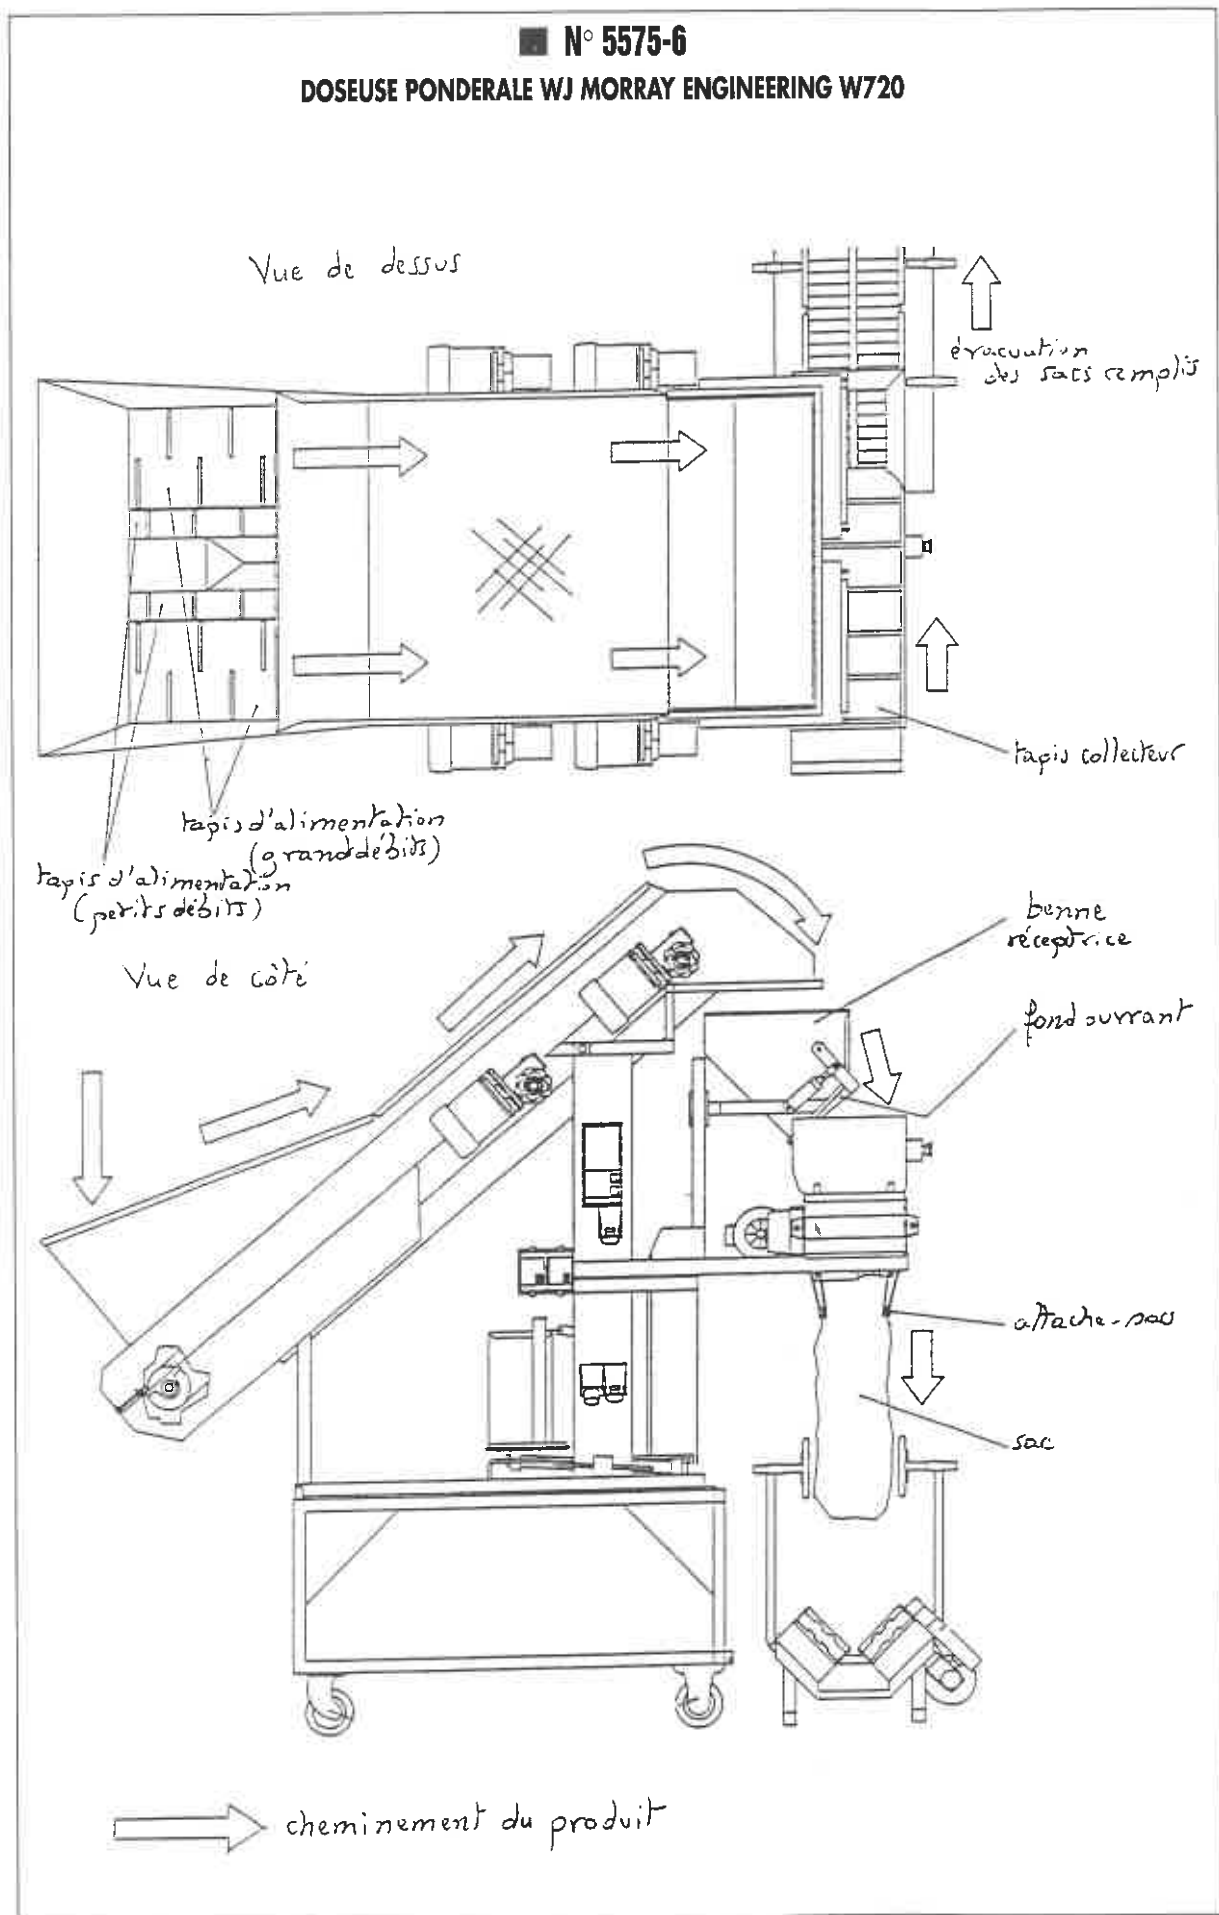 N° 5575-6
DOSEUSE PONDERALE WJ MORRAY ENGINEERING W720
Vue de dessus
évacuation
des sacs remplis
tapis collecteur
tapis d'alimentation
(grands débits)
tapis d'alimentation
(petits débits)
benne
réceptrice
Vue de côté
fond ouvrant
attache-sac
sac
cheminement du produit